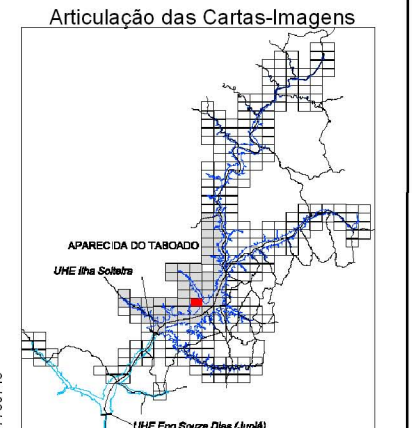 Articulação das Cartas-Imagens
APARECIDA DO TABOADO
UHE Ilha Solteira
UHE Eng Souza Dias (Jupiá)